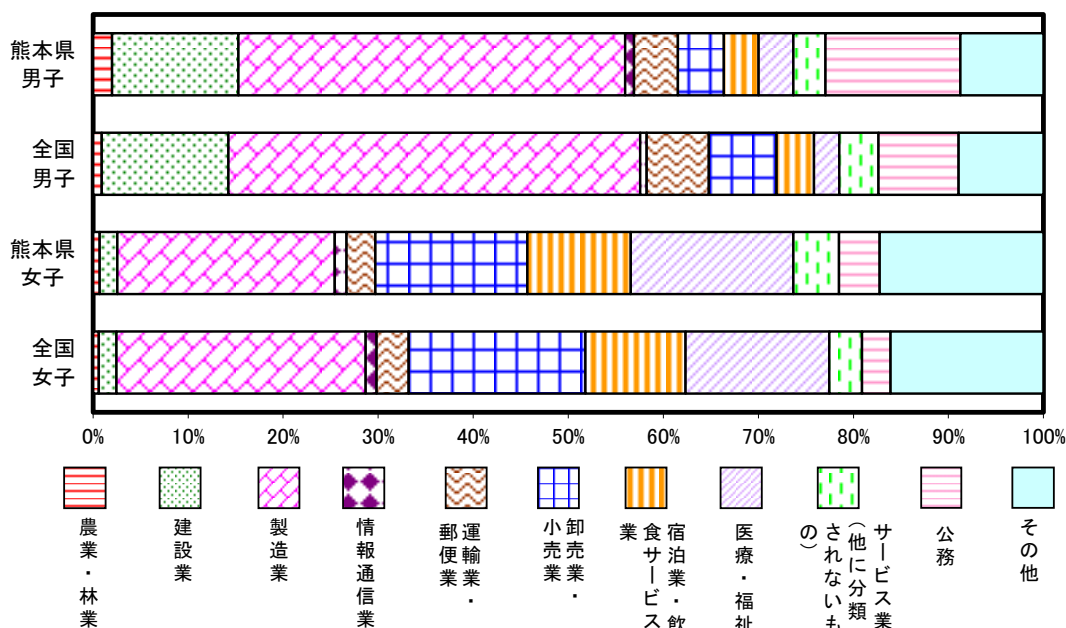 熊本県
男子
全国
男子
熊本県
女子
全国
女子
0%
10%
20%
30%
40%
50%
60%
70%
80%
90%
100%
農業・林業
建設業
製造業
情報通信業
運輸業・
郵便業
卸売業・
小売業
宿泊業・飲
食サービス
業
医療・福祉
サービス業
（他に分類
されないも
の）
公務
その他